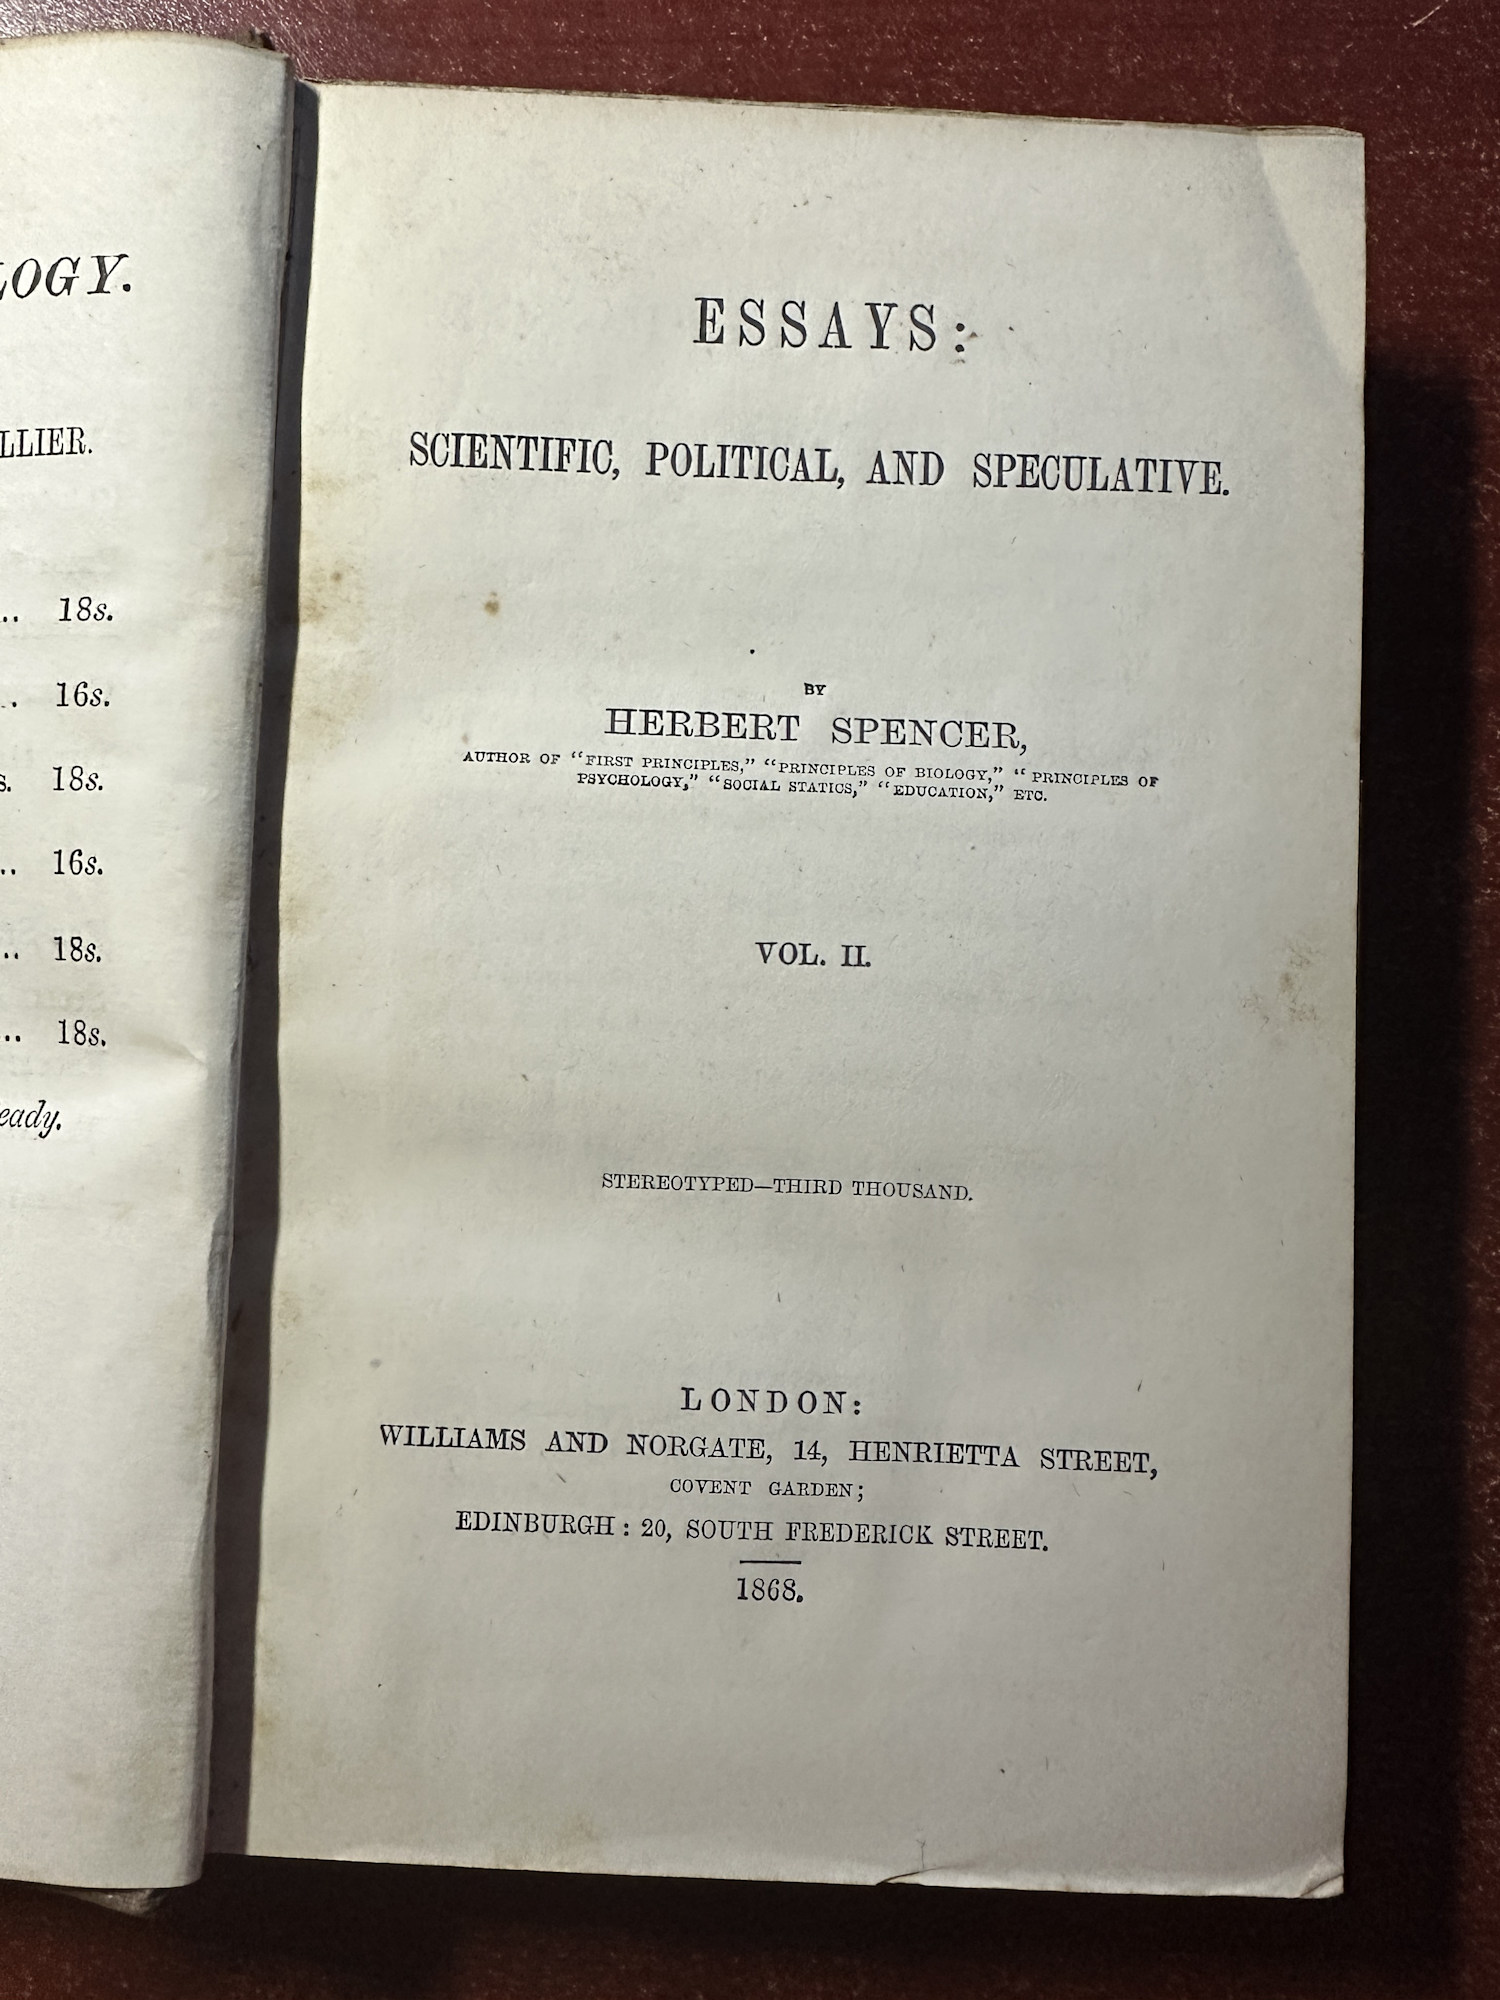 LOGY.
LLIER.
.. 18s.
.. 16s.
s. 18s.
.. 16s.
.. 18s.
... 18s.
eady.
ESSAYS:
SCIENTIFIC, POLITICAL, AND SPECULATIVE.
BY
HERBERT SPENCER,
AUTHOR OF “FIRST PRINCIPLES,” “PRINCIPLES OF BIOLOGY,” “PRINCIPLES OF
PSYCHOLOGY,” “SOCIAL STATICS,” “EDUCATION,” ETC.
VOL. II.
STEREOTYPED—THIRD THOUSAND.
LONDON:
WILLIAMS AND NORGATE, 14, HENRIETTA STREET,
COVENT GARDEN;
EDINBURGH: 20, SOUTH FREDERICK STREET.
1868.